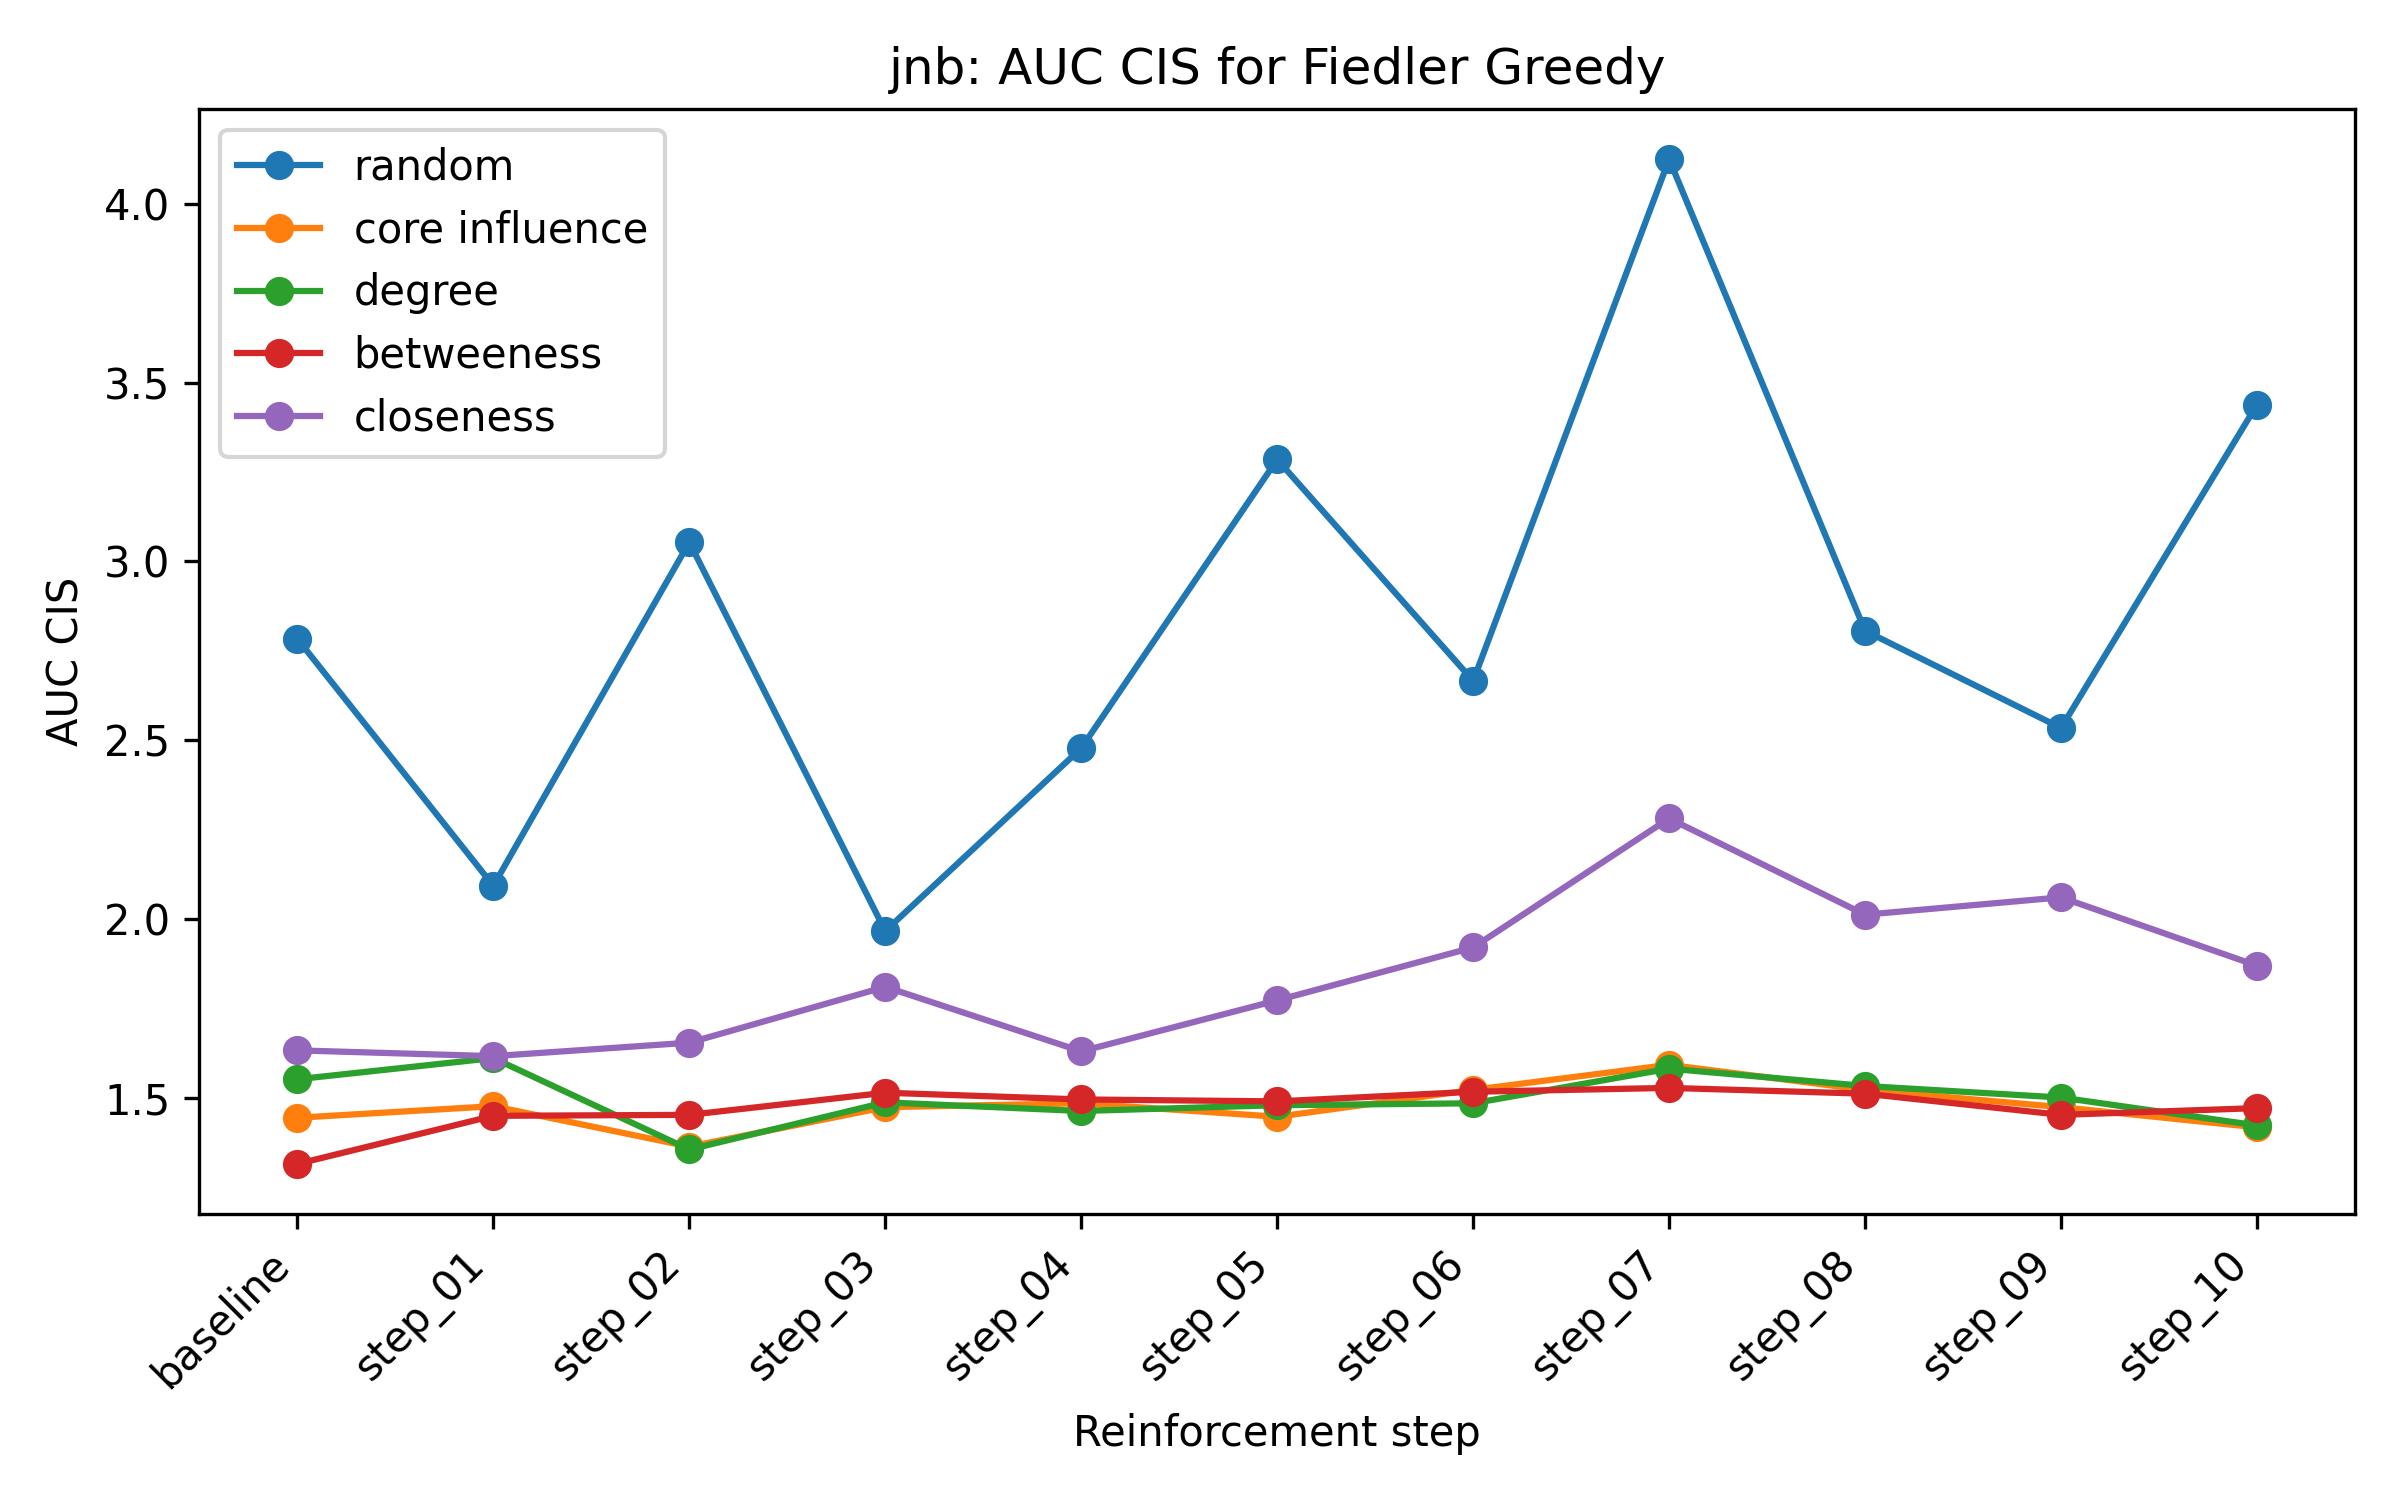 jnb: AUC CIS for Fiedler Greedy
random
core influence
degree
betweeness
closeness
AUC CIS
4.0
3.5
3.0
2.5
2.0
1.5
baseline
step_01
step_02
step_03
step_04
step_05
step_06
step_07
step_08
step_09
step_10
Reinforcement step